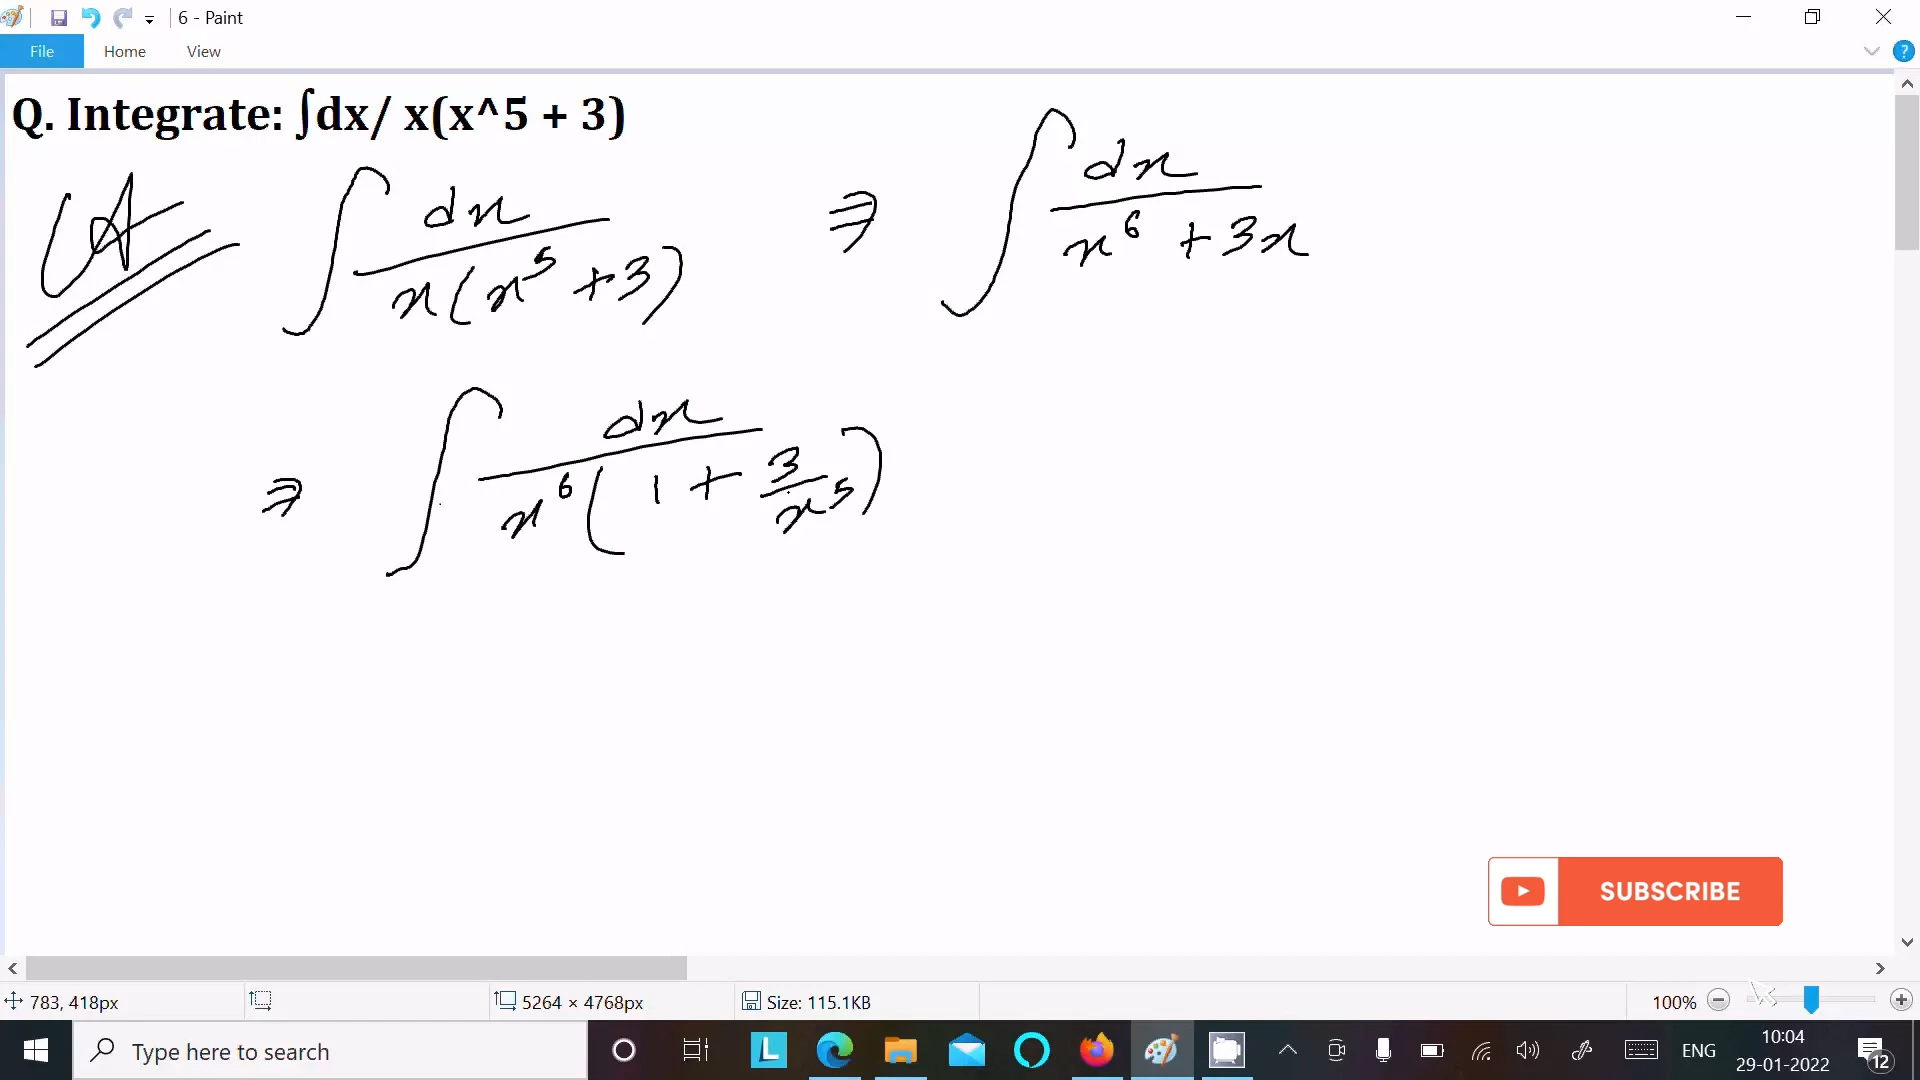 6 - Paint
File Home View
Q. Integrate: ∫dx/ x(x^5 + 3)
∫ dx / x(x^5 + 3) ⇒ ∫ dx / x^6 + 3x
⇒ ∫ dx / x^6 (1 + 3/x^5)
SUBSCRIBE
783, 418px 5264 × 4768px Size: 115.1KB 100%
Type here to search L ENG 10:04
29-01-2022 12